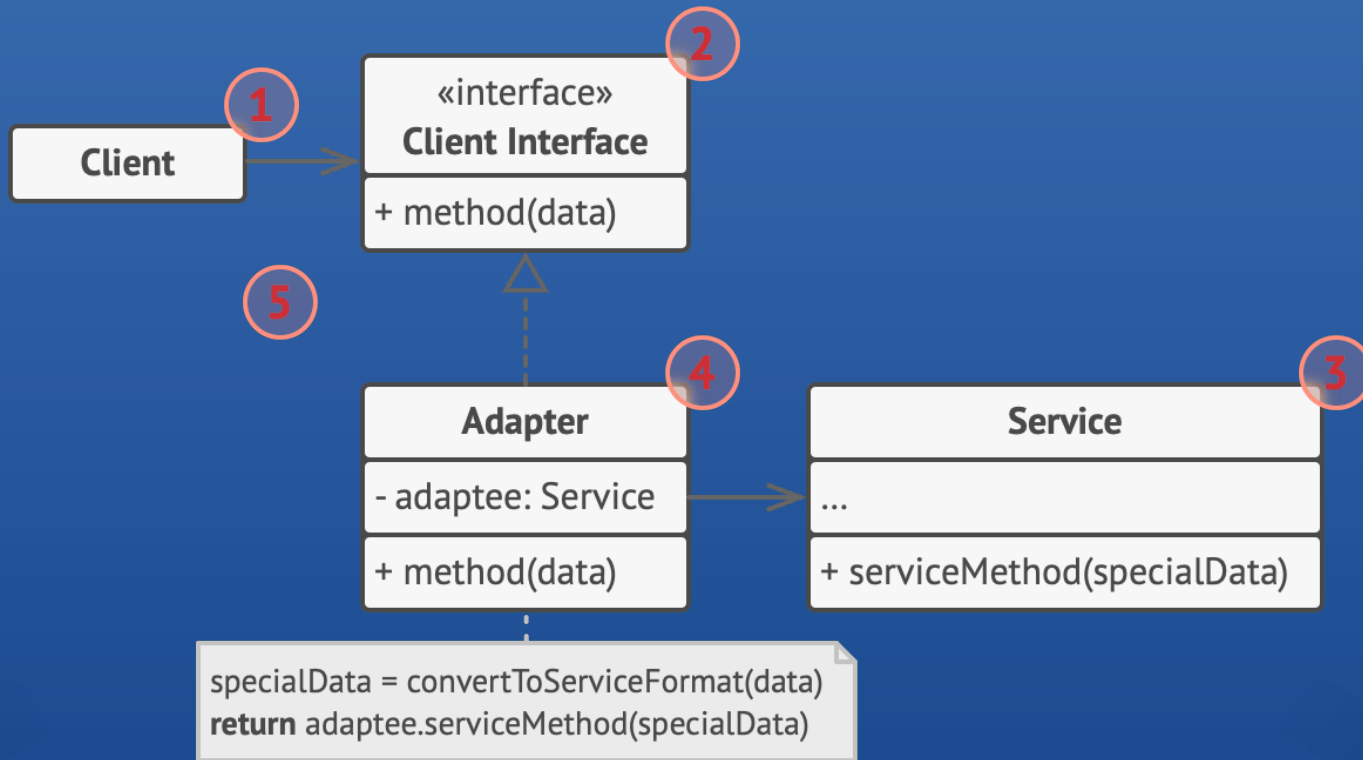 1
Client
2
«interface»
Client Interface
+ method(data)
5
4
Adapter
- adaptee: Service
+ method(data)
3
Service
...
+ serviceMethod(specialData)
specialData = convertToServiceFormat(data)
return adaptee.serviceMethod(specialData)